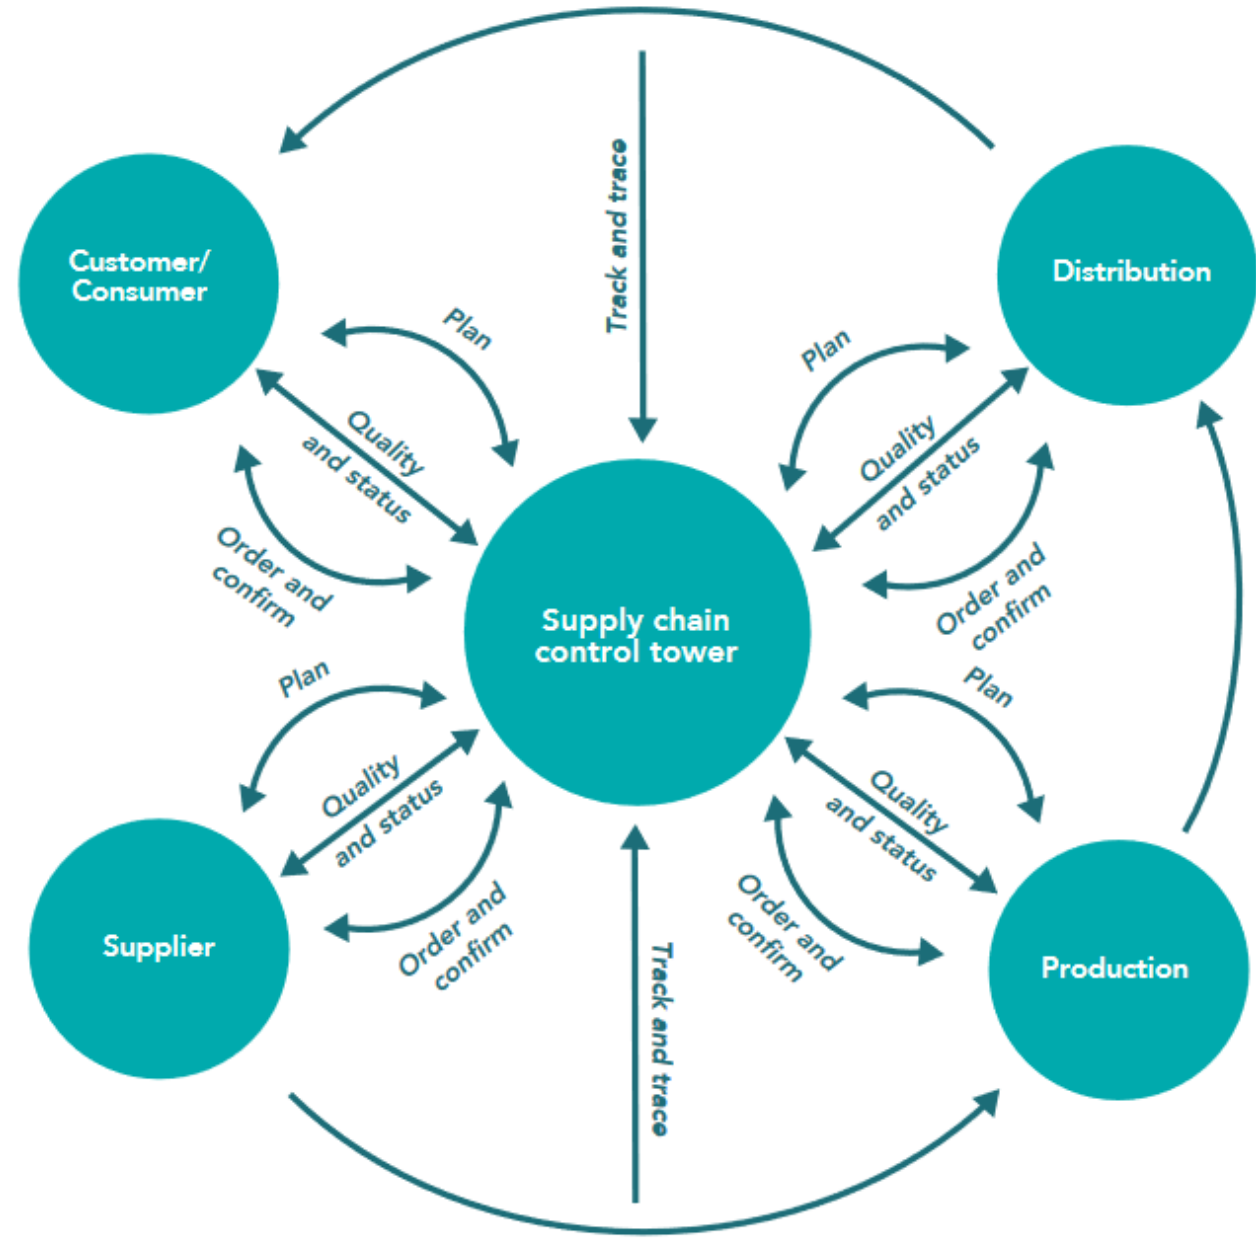 Track and trace
Customer/
Consumer
Distribution
Plan
Quality
and status
Order and
confirm
Plan
Quality
and status
Order and
confirm
Supply chain
control tower
Plan
Quality
and status
Order and
confirm
Plan
Quality
and status
Order and
confirm
Supplier
Production
Track and trace